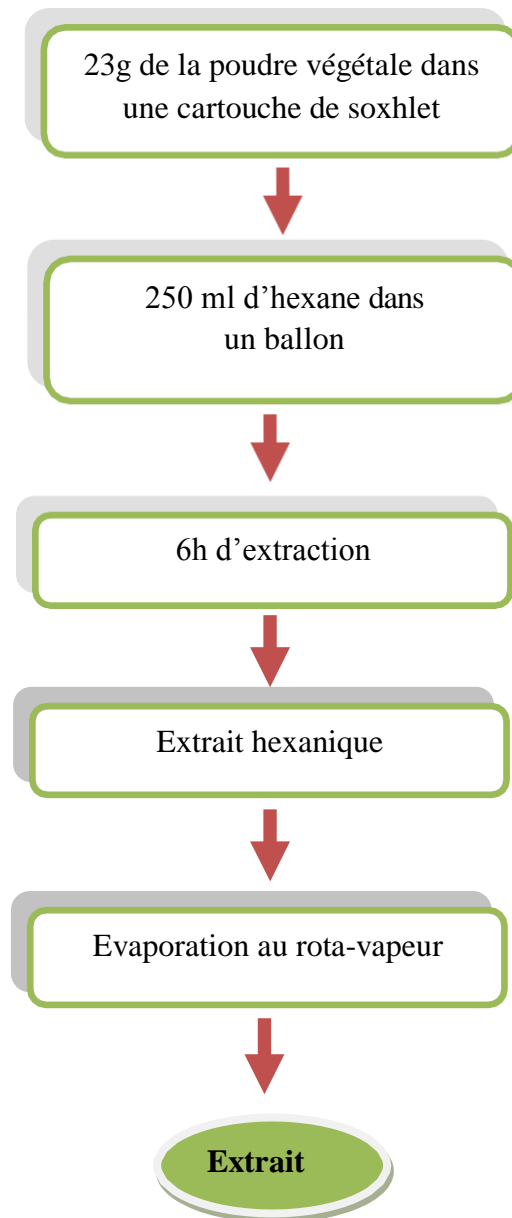 23g de la poudre végétale dans
une cartouche de soxhlet
250 ml d’hexane dans
un ballon
6h d’extraction
Extrait hexanique
Evaporation au rota-vapeur
Extrait